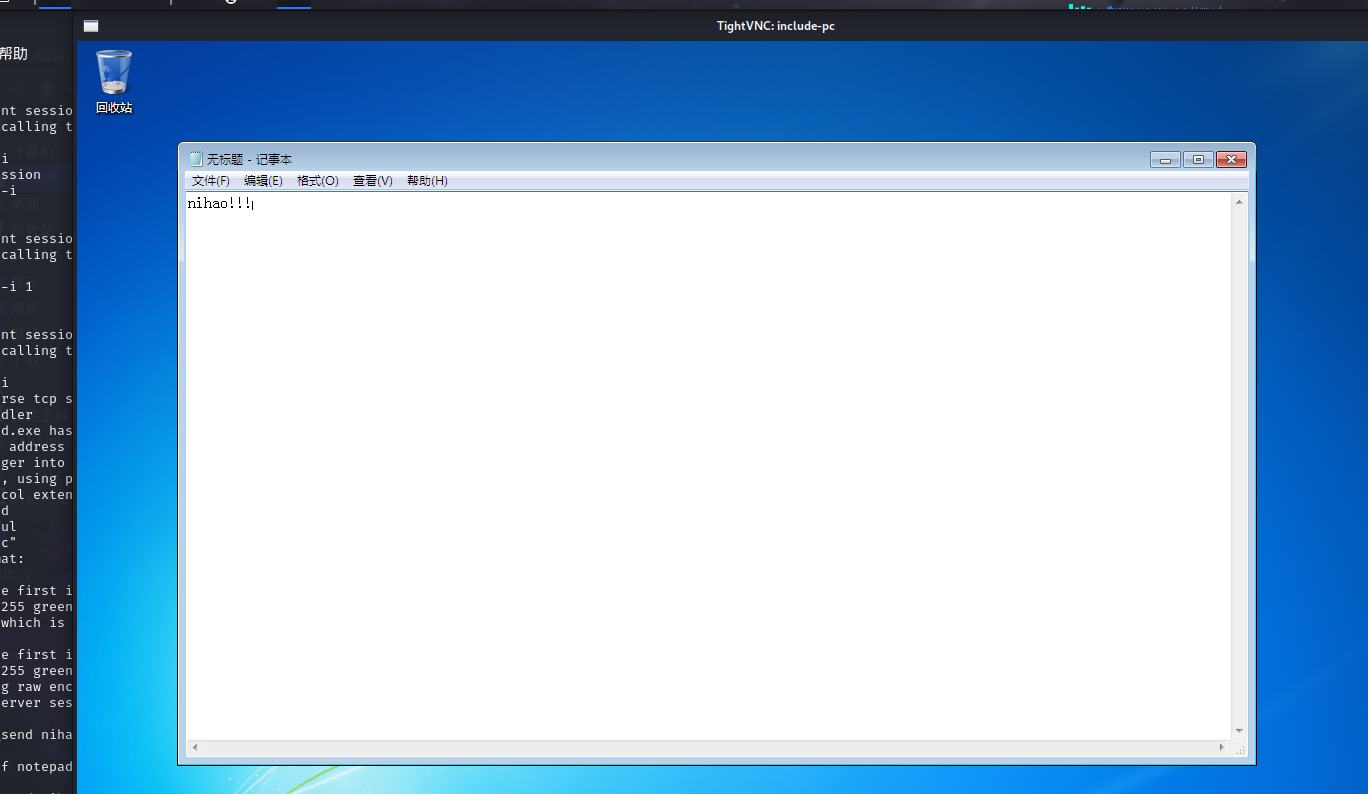 TightVNC: include-pc
帮助
nt sessio
calling t
i
ssion
-i
nt sessio
calling t
-i 1
nt sessio
calling t
i
rse tcp s
dler
d.exe has
address
ger into
, using p
col exten
d
ul
c"
mat:
e first i
255 green
which is
e first i
255 green
g raw enc
erver ses
send niha
f notepad
回收站
无标题 - 记事本
文件(F) 编辑(E) 格式(O) 查看(V) 帮助(H)
nihao!!!